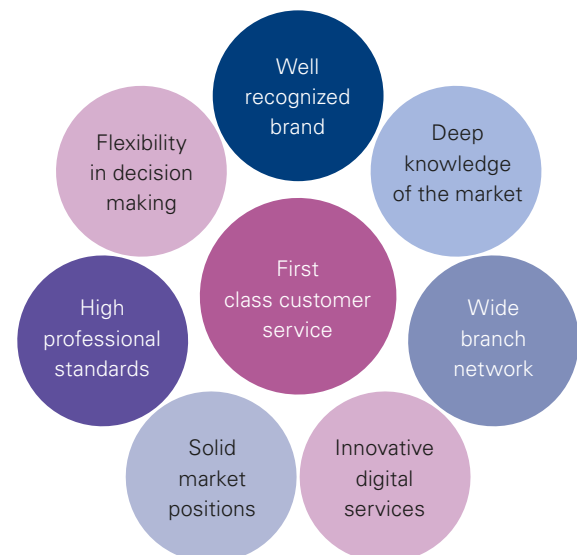 Well
recognized
brand
Flexibility
in decision
making
Deep
knowledge
of the market
First
class customer
service
High
professional
standards
Wide
branch
network
Solid
market
positions
Innovative
digital
services